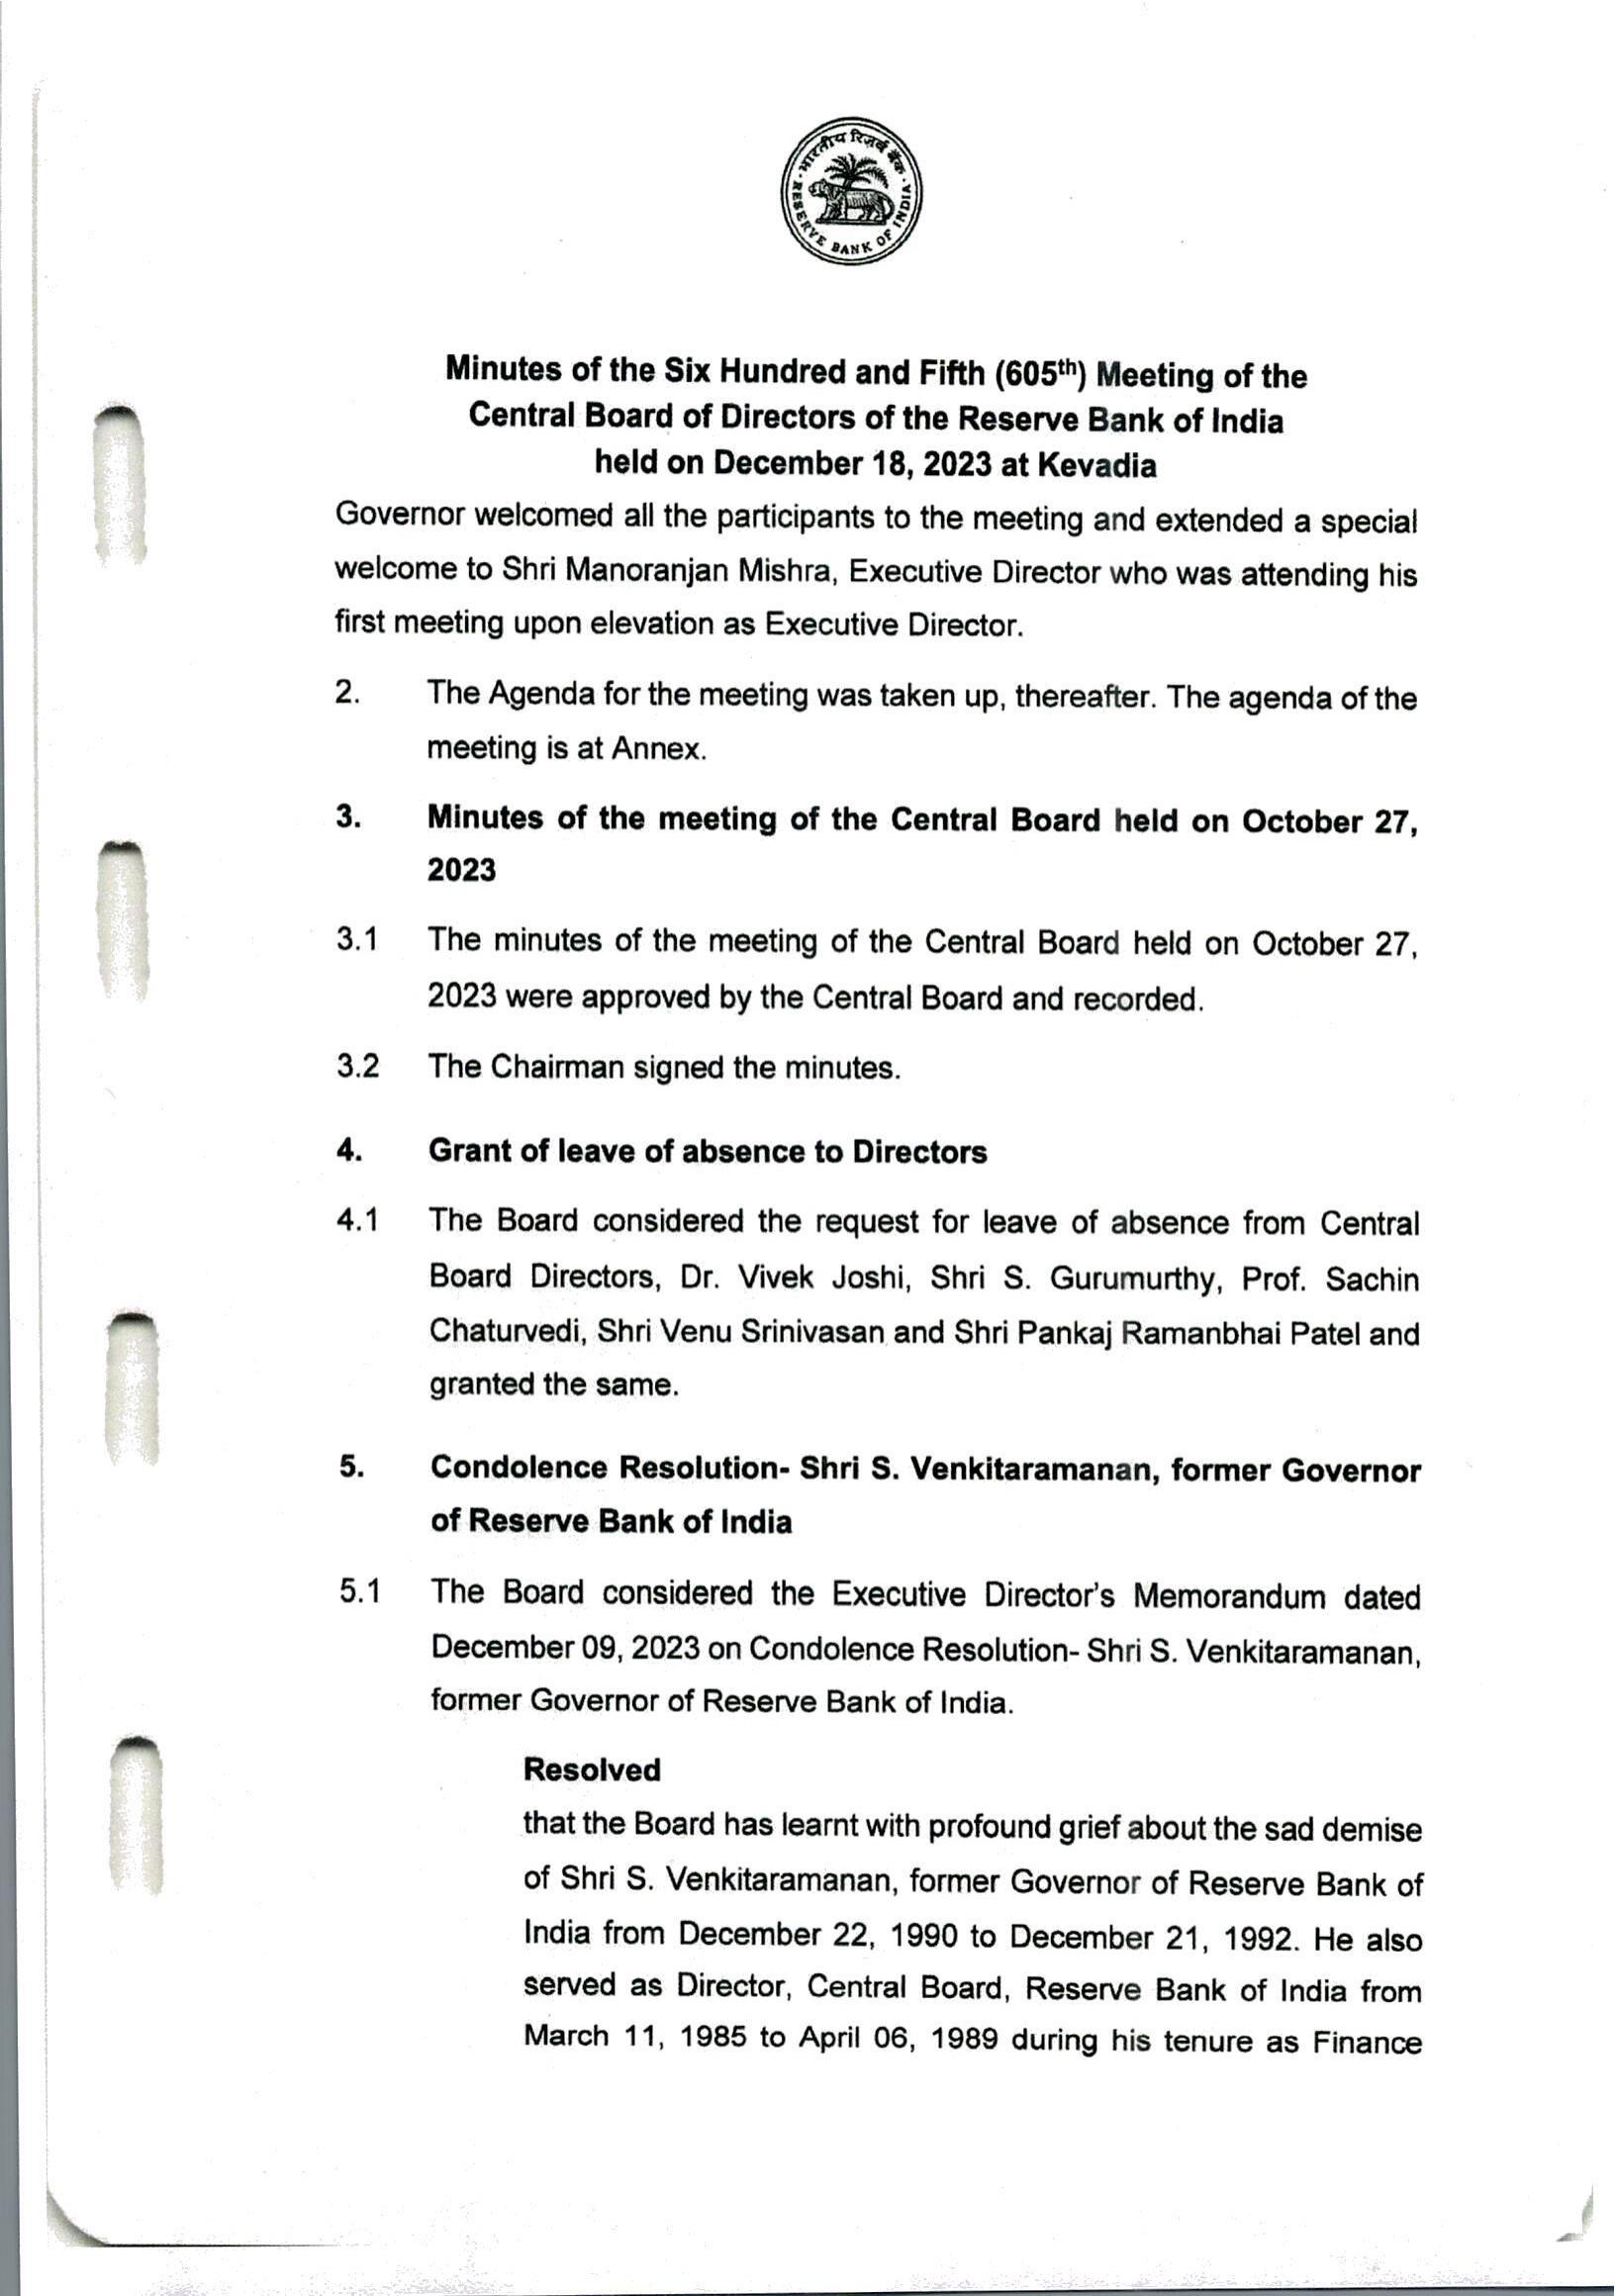 भारतीय रिज़र्व बैंक
RESERVE BANK OF INDIA
Minutes of the Six Hundred and Fifth (605th) Meeting of the
Central Board of Directors of the Reserve Bank of India
held on December 18, 2023 at Kevadia
Governor welcomed all the participants to the meeting and extended a special
welcome to Shri Manoranjan Mishra, Executive Director who was attending his
first meeting upon elevation as Executive Director.
2. The Agenda for the meeting was taken up, thereafter. The agenda of the
meeting is at Annex.
3. Minutes of the meeting of the Central Board held on October 27,
2023
3.1 The minutes of the meeting of the Central Board held on October 27,
2023 were approved by the Central Board and recorded.
3.2 The Chairman signed the minutes.
4. Grant of leave of absence to Directors
4.1 The Board considered the request for leave of absence from Central
Board Directors, Dr. Vivek Joshi, Shri S. Gurumurthy, Prof. Sachin
Chaturvedi, Shri Venu Srinivasan and Shri Pankaj Ramanbhai Patel and
granted the same.
5. Condolence Resolution- Shri S. Venkitaramanan, former Governor
of Reserve Bank of India
5.1 The Board considered the Executive Director's Memorandum dated
December 09, 2023 on Condolence Resolution- Shri S. Venkitaramanan,
former Governor of Reserve Bank of India.
Resolved
that the Board has learnt with profound grief about the sad demise
of Shri S. Venkitaramanan, former Governor of Reserve Bank of
India from December 22, 1990 to December 21, 1992. He also
served as Director, Central Board, Reserve Bank of India from
March 11, 1985 to April 06, 1989 during his tenure as Finance